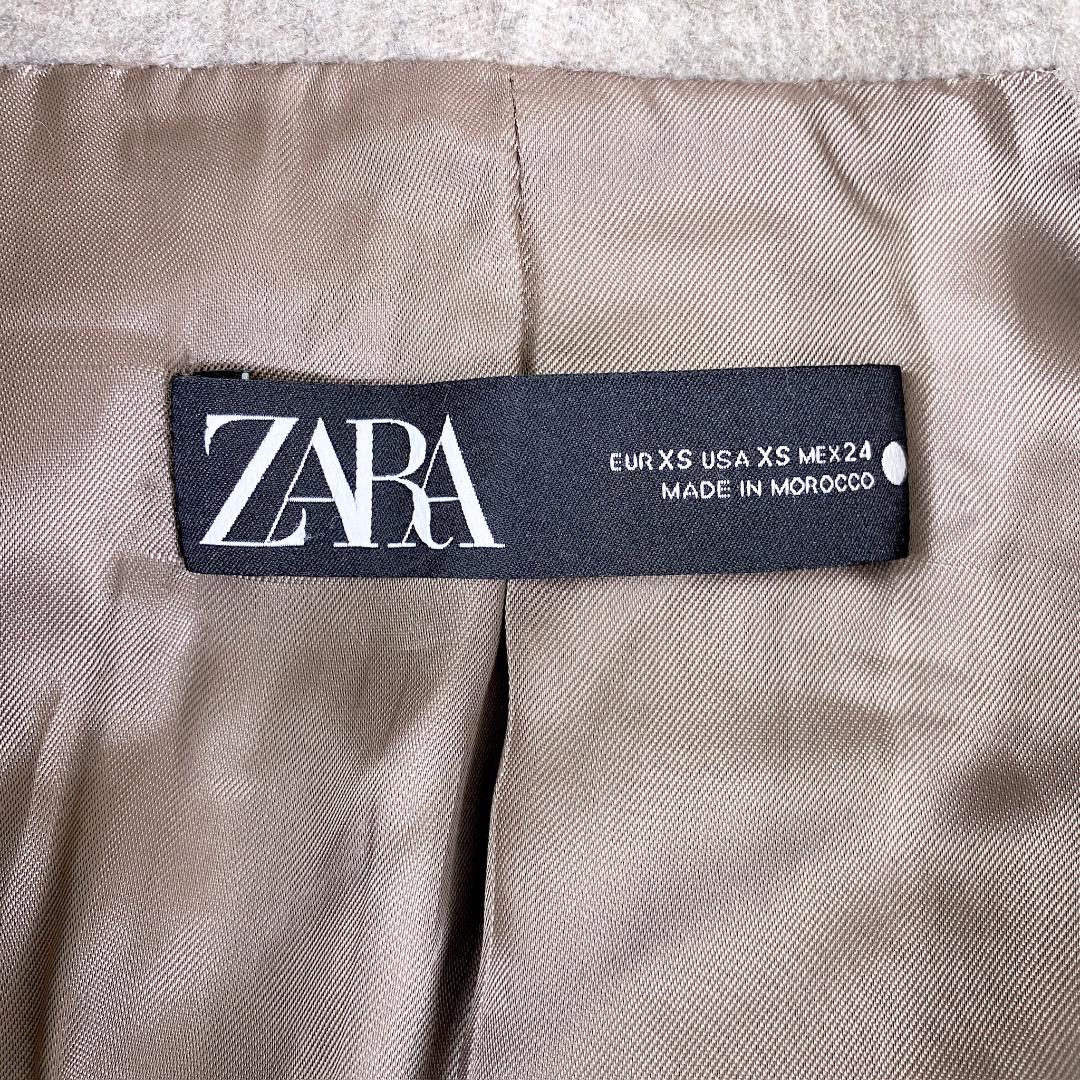 ZARA
EUR XS USA XS MEX 24
MADE IN MOROCCO